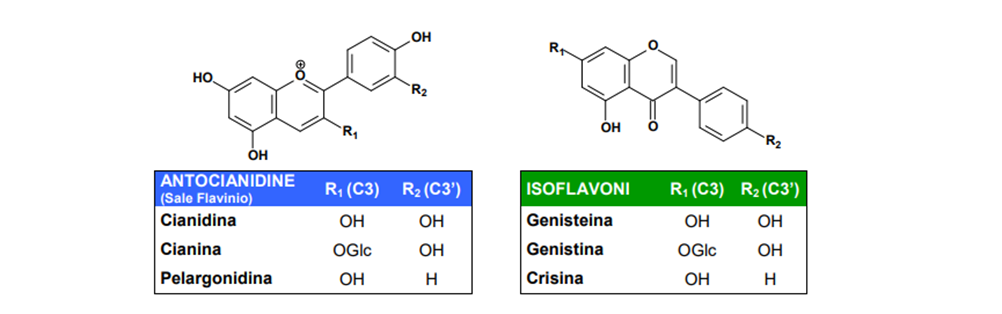 OH
HO
O
⊕
R2
R1
OH
R1
O
OH
O
R2
ANTOCIANIDINE R1 (C3) R2 (C3')
(Sale Flavinio)
Cianidina OH OH
Cianina OGlc OH
Pelargonidina OH H
ISOFLAVONI R1 (C3) R2 (C3')
Genisteina OH OH
Genistina OGlc OH
Crisina OH H